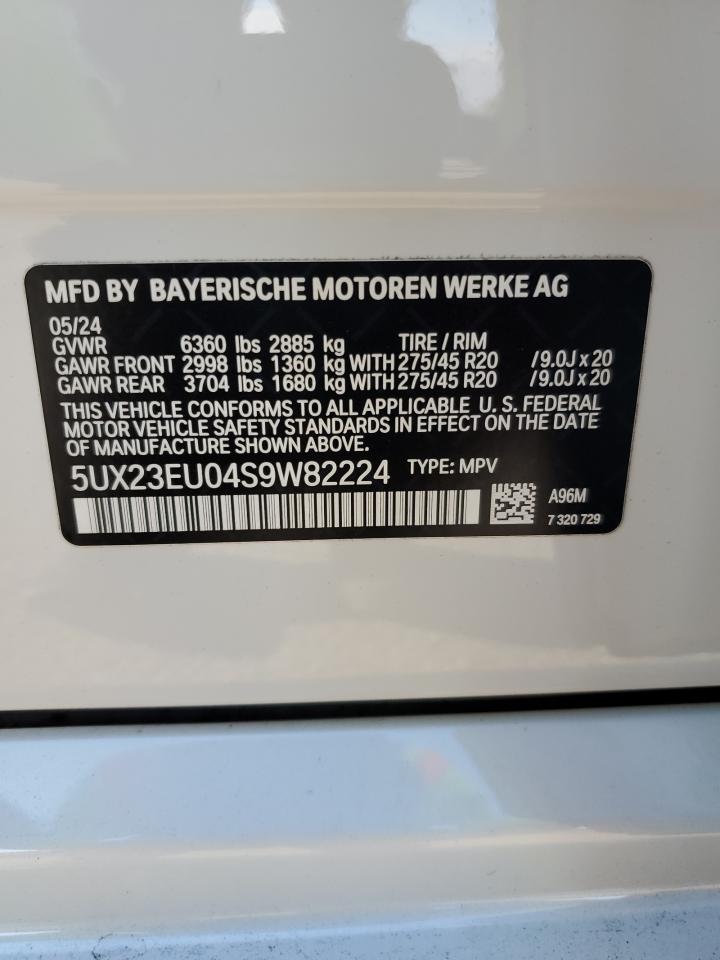 MFD BY BAYERISCHE MOTOREN WERKE AG
05/24
GVWR 6360 lbs 2885 kg TIRE / RIM
GAWR FRONT 2998 lbs 1360 kg WITH 275/45 R20 /9.0J x 20
GAWR REAR 3704 lbs 1680 kg WITH 275/45 R20 /9.0J x 20
THIS VEHICLE CONFORMS TO ALL APPLICABLE U. S. FEDERAL
MOTOR VEHICLE SAFETY STANDARDS IN EFFECT ON THE DATE
OF MANUFACTURE SHOWN ABOVE.
5UX23EU04S9W82224 TYPE: MPV
A96M
7 320 729